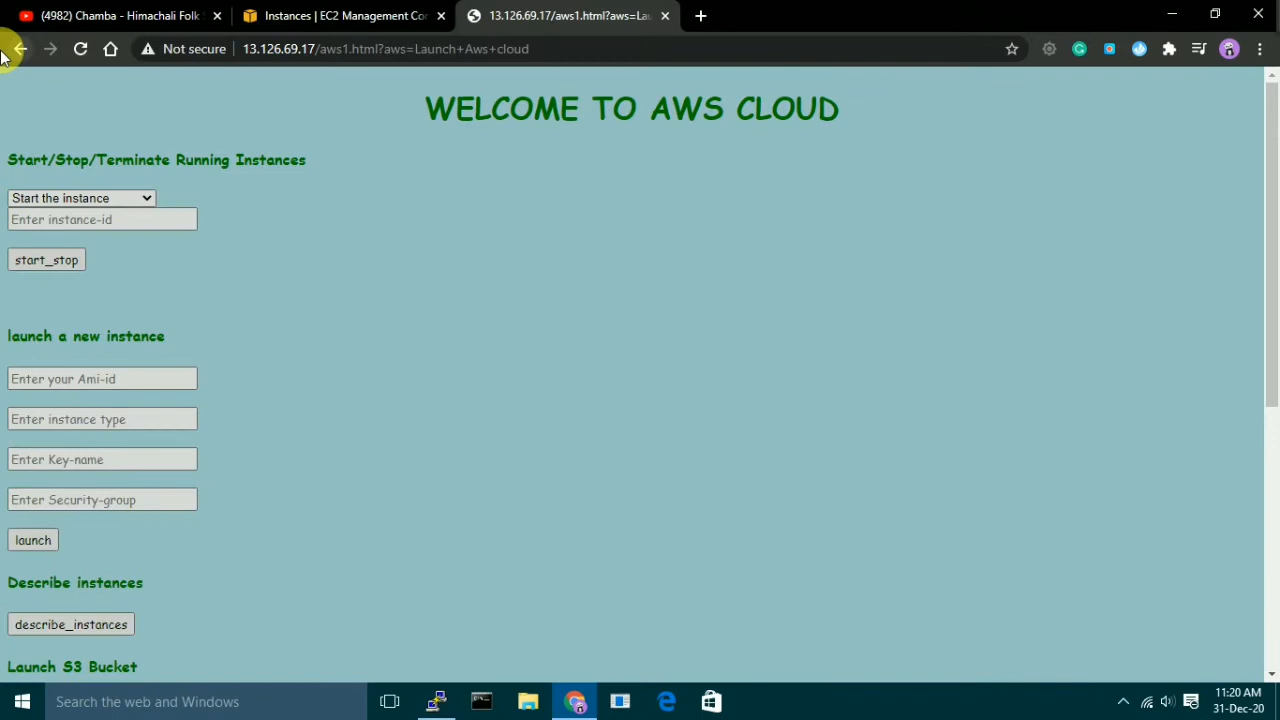 (4982) Chamba - Himachali Folk
Instances | EC2 Management Con
13.126.69.17/aws1.html?aws=Lau
Not secure
13.126.69.17/aws1.html?aws=Launch+Aws+cloud
WELCOME TO AWS CLOUD
Start/Stop/Terminate Running Instances
Start the instance
Enter instance-id
start_stop
launch a new instance
Enter your Ami-id
Enter instance type
Enter Key-name
Enter Security-group
launch
Describe instances
describe_instances
Launch S3 Bucket
Search the web and Windows
11:20 AM
31-Dec-20